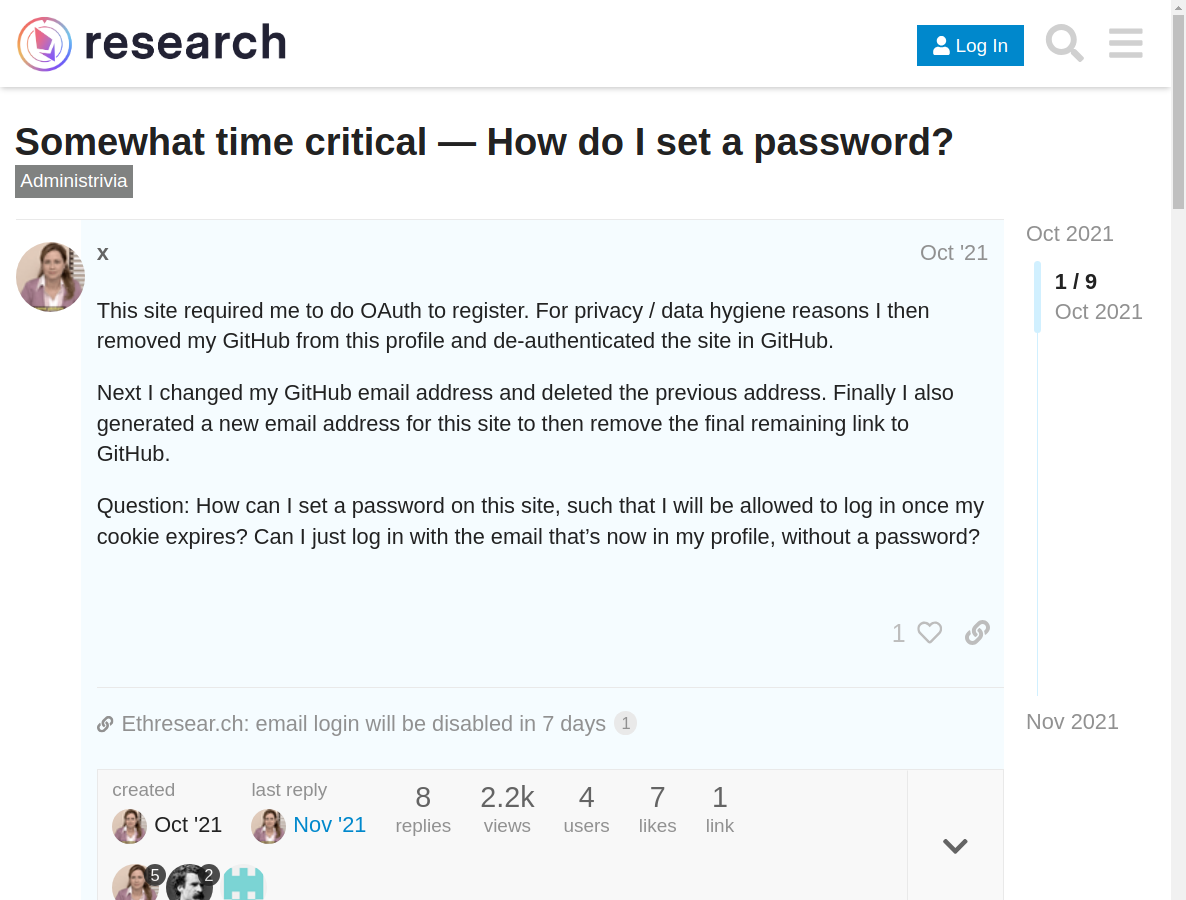 research
Log In
Somewhat time critical — How do I set a password?
Administrivia
x
Oct '21
This site required me to do OAuth to register. For privacy / data hygiene reasons I then
removed my GitHub from this profile and de-authenticated the site in GitHub.
Next I changed my GitHub email address and deleted the previous address. Finally I also
generated a new email address for this site to then remove the final remaining link to
GitHub.
Question: How can I set a password on this site, such that I will be allowed to log in once my
cookie expires? Can I just log in with the email that’s now in my profile, without a password?
1
Ethresear.ch: email login will be disabled in 7 days 1
created
Oct '21
last reply
Nov '21
8
replies
2.2k
views
4
users
7
likes
1
link
5
2
Oct 2021
1 / 9
Oct 2021
Nov 2021